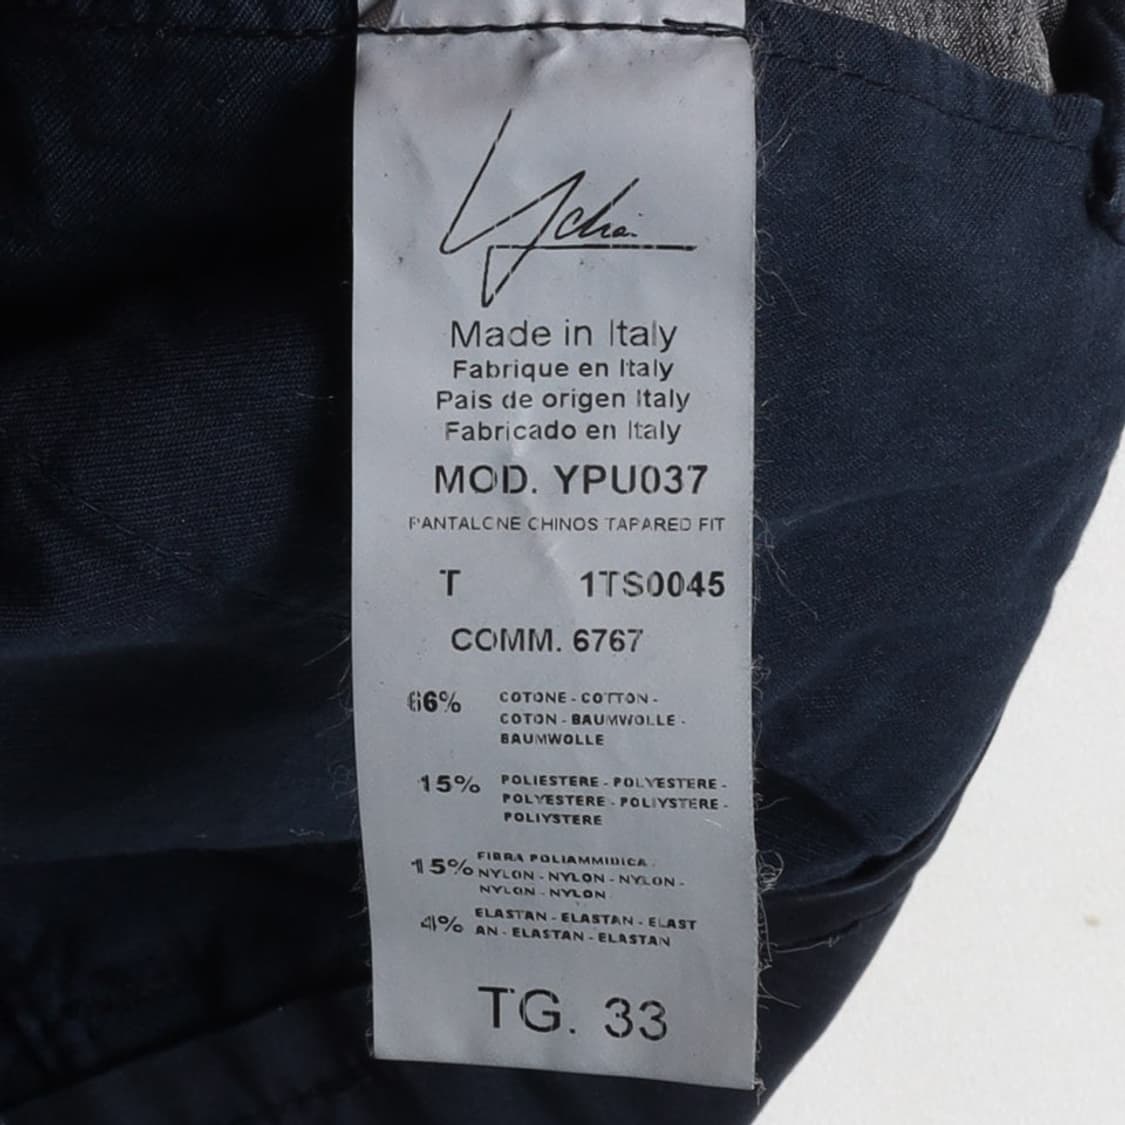 Made in Italy
Fabrique en Italy
Pais de origen Italy
Fabricado en Italy
MOD. YPU037
PANTALONE CHINOS TAPARED FIT
T 1TS0045
COMM. 6767
66% COTONE - COTTON -
COTON - BAUMWOLLE -
BAUMWOLLE
15% POLIESTERE - POLYESTERE -
POLYESTERE - POLIYSTERE -
POLIYSTERE
15% FIBRA POLIAMMIDICA
NYLON - NYLON - NYLON -
NYLON - NYLON
4% ELASTAN - ELASTAN - ELAST
AN - ELASTAN - ELASTAN
TG. 33